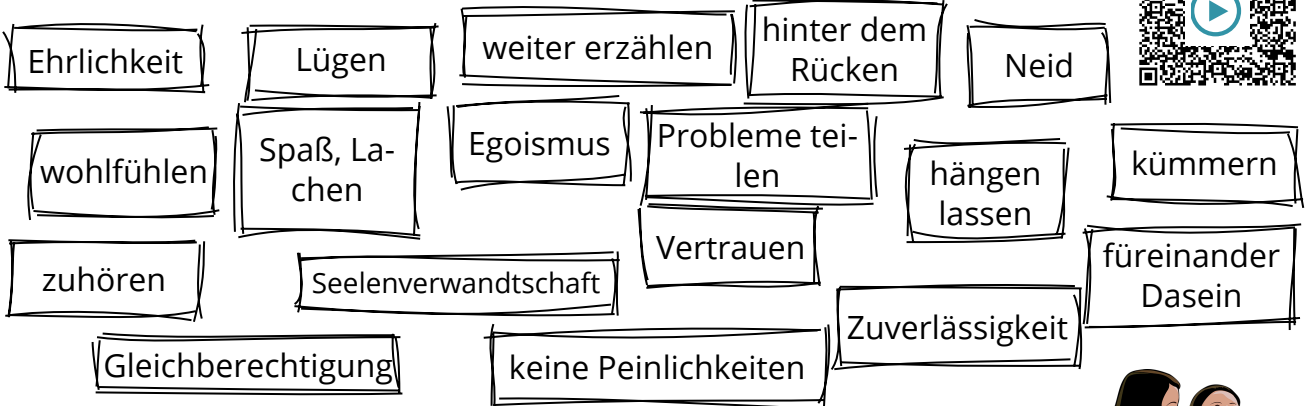 Ehrlichkeit
Lügen
weiter erzählen
hinter dem
Rücken
Neid
wohlfühlen
Spaß, La-
chen
Egoismus
Probleme tei-
len
hängen
lassen
kümmern
zuhören
Seelenverwandtschaft
Vertrauen
füreinander
Dasein
Gleichberechtigung
keine Peinlichkeiten
Zuverlässigkeit